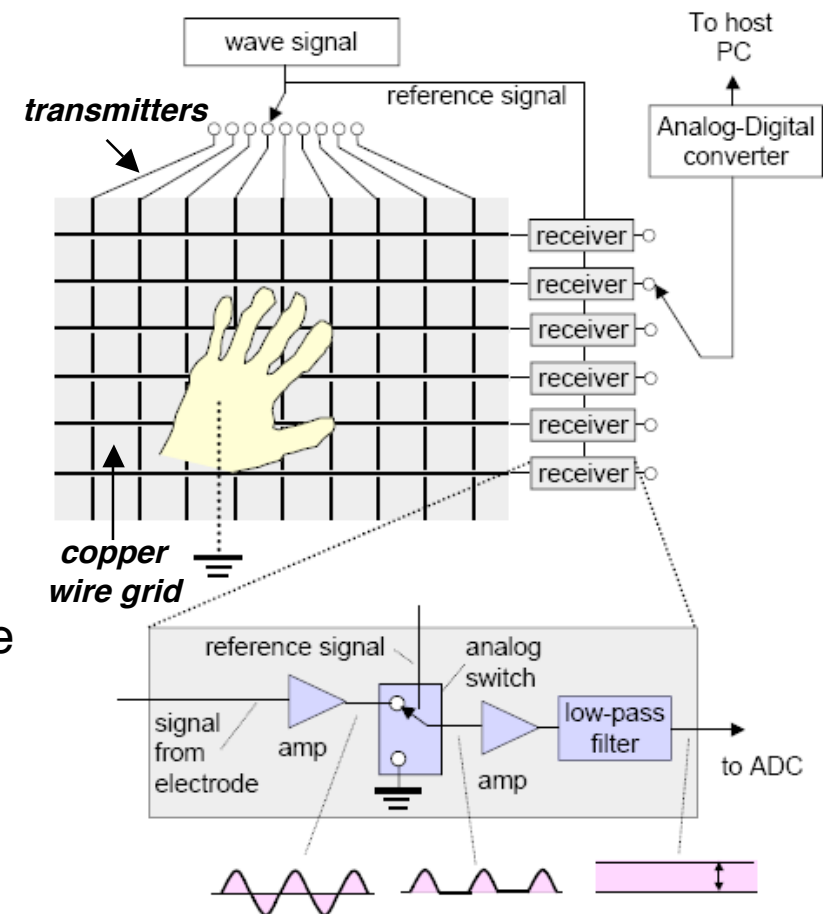 wave signal
To host
PC
transmitters
reference signal
Analog-Digital
converter
receiver
receiver
receiver
receiver
receiver
receiver
copper
wire grid
e
reference signal
analog
switch
signal
from
electrode
amp
amp
low-pass
filter
to ADC